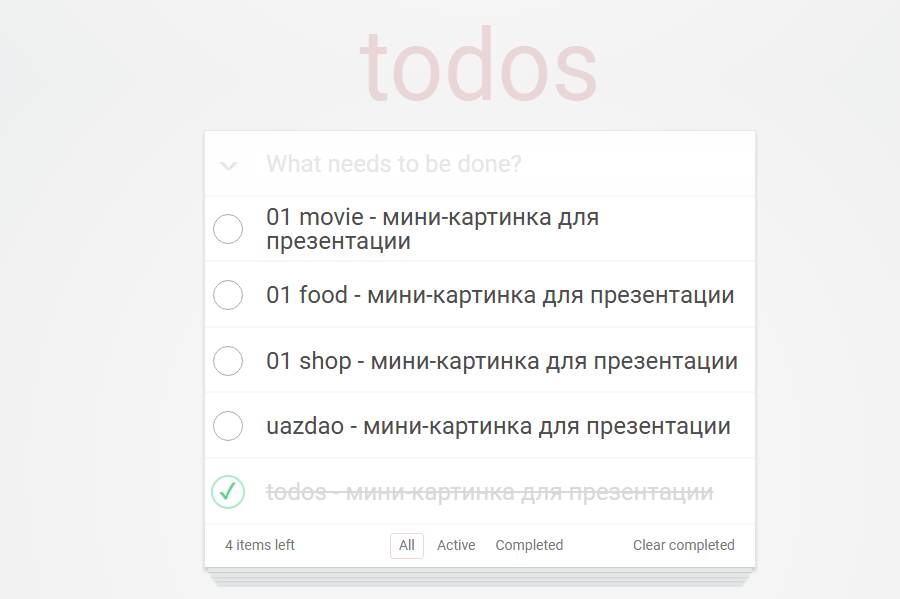 todos
What needs to be done?
01 movie - мини-картинка для
презентации
01 food - мини-картинка для презентации
01 shop - мини-картинка для презентации
uazdao - мини-картинка для презентации
todos - мини-картинка для презентации
4 items left All Active Completed Clear completed